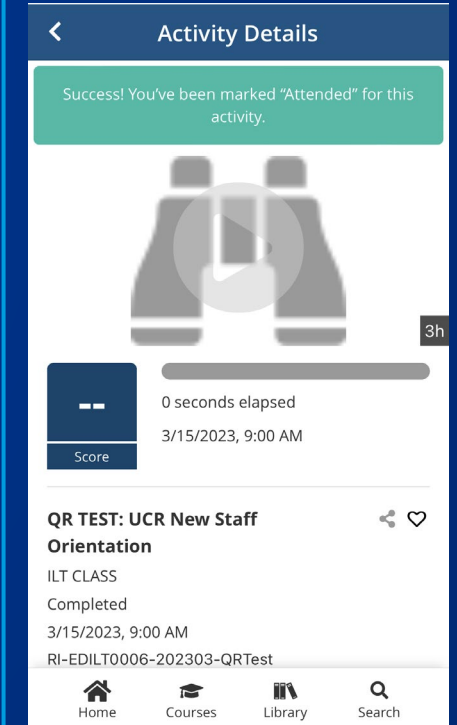 Activity Details
Success! You’ve been marked “Attended” for this
activity.
3h
--
Score
0 seconds elapsed
3/15/2023, 9:00 AM
QR TEST: UCR New Staff
Orientation
ILT CLASS
Completed
3/15/2023, 9:00 AM
RI-EDILT0006-202303-QRTest
Home
Courses
Library
Search